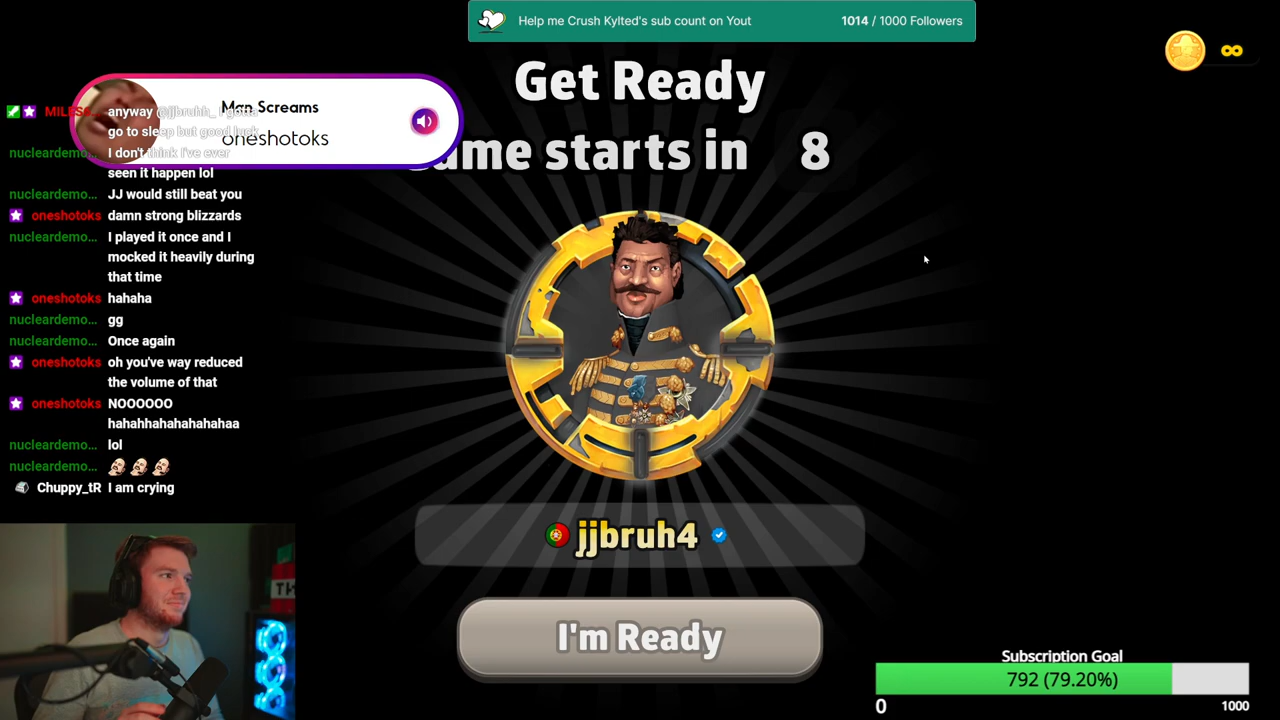 Help me Crush Kylted's sub count on Yout 1014 / 1000 Followers
Get Ready
ame starts in 8
Man Screams
oneshotoks
anyway @jjbruhh_ I gotta
go to sleep but good luck
nucleardemo... I don't think I've ever
seen it happen lol
nucleardemo... JJ would still beat you
oneshotoks damn strong blizzards
nucleardemo... I played it once and I
mocked it heavily during
that time
oneshotoks hahaha
nucleardemo... gg
nucleardemo... Once again
oneshotoks oh you've way reduced
the volume of that
oneshotoks NOOOOOO
hahahhahahahahahaa
nucleardemo... lol
nucleardemo...
Chuppy_tR I am crying
jjbruh4
I'm Ready
Subscription Goal
792 (79.20%)
0 1000